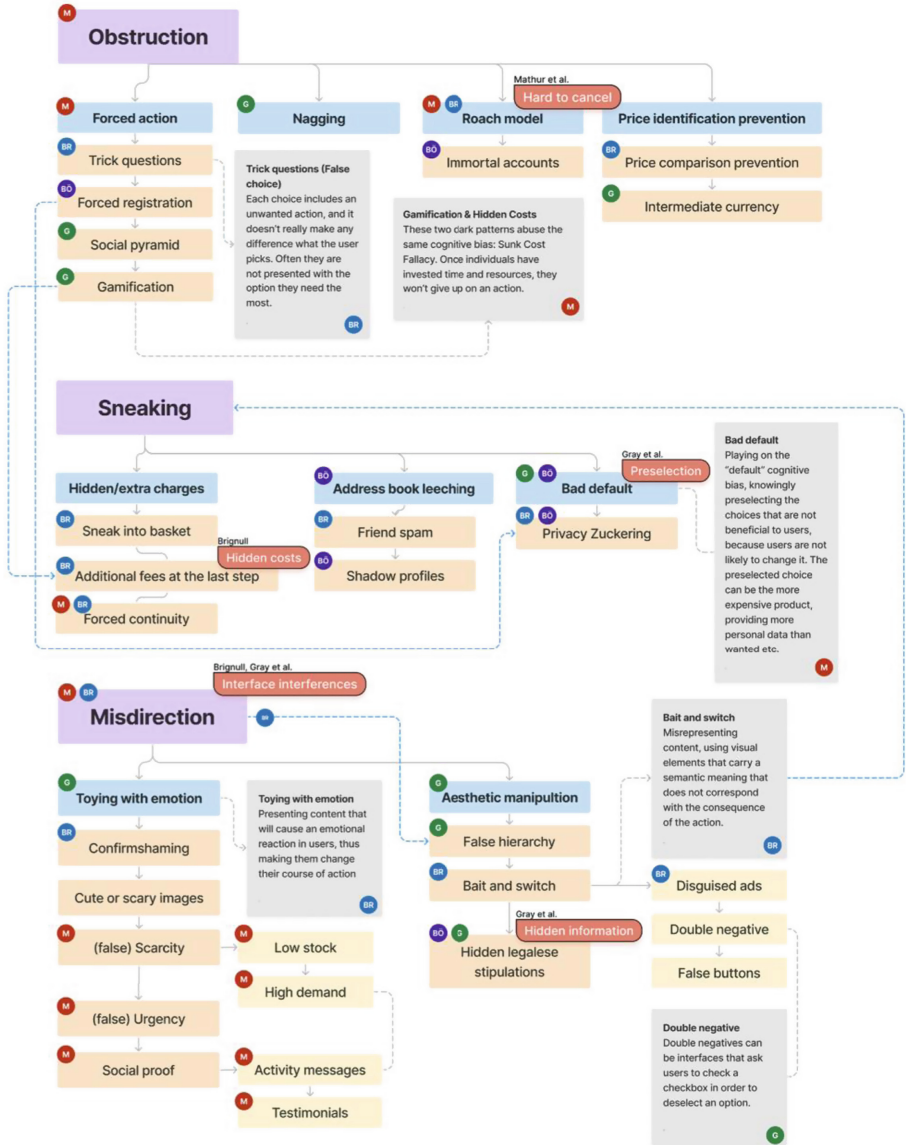 M
Obstruction
Mathur et al.
Hard to cancel
M
Forced action
G
Nagging
M BR
Roach model
Price identification prevention
BR
Trick questions
BÖ
Forced registration
G
Social pyramid
G
Gamification
Trick questions (False
choice)
Each choice includes an
unwanted action, and it
doesn't really make any
difference what the user
picks. Often they are
not presented with the
option they need the
most.
BR
BÖ
Immortal accounts
Gamification & Hidden Costs
These two dark patterns abuse
the same cognitive bias: Sunk Cost
Fallacy. Once individuals have
invested time and resources, they
won't give up on an action.
M
BR
Price comparison prevention
G
Intermediate currency
Sneaking
Hidden/extra charges
BR
Sneak into basket
Brignull
Hidden costs
BR
Additional fees at the last step
M BR
Forced continuity
BÖ
Address book leeching
BR
Friend spam
BÖ
Shadow profiles
Gray et al.
Preselection
G BÖ
Bad default
BR BÖ
Privacy Zuckering
Bad default
Playing on the
"default" cognitive
bias, knowingly
preselecting the
choices that are not
beneficial to users,
because users are not
likely to change it. The
preselected choice
can be the more
expensive product,
providing more
personal data than
wanted etc.
M
Brignull, Gray et al.
Interface interferences
M BR
Misdirection
BR
G
Toying with emotion
BR
Confirmshaming
Cute or scary images
M
(false) Scarcity
M
(false) Urgency
M
Social proof
Toying with emotion
Presenting content that
will cause an emotional
reaction in users, thus
making them change
their course of action
BR
M
Low stock
M
High demand
M
Activity messages
M
Testimonials
G
Aesthetic manipultion
G
False hierarchy
BR
Bait and switch
Gray et al.
Hidden information
BÖ G
Hidden legalese
stipulations
Bait and switch
Misrepresenting
content, using visual
elements that carry a
semantic meaning that
does not correspond
with the consequence
of the action.
BR
BR
Disguised ads
Double negative
False buttons
Double negative
Double negatives can
be interfaces that ask
users to check a
checkbox in order to
deselect an option.
G